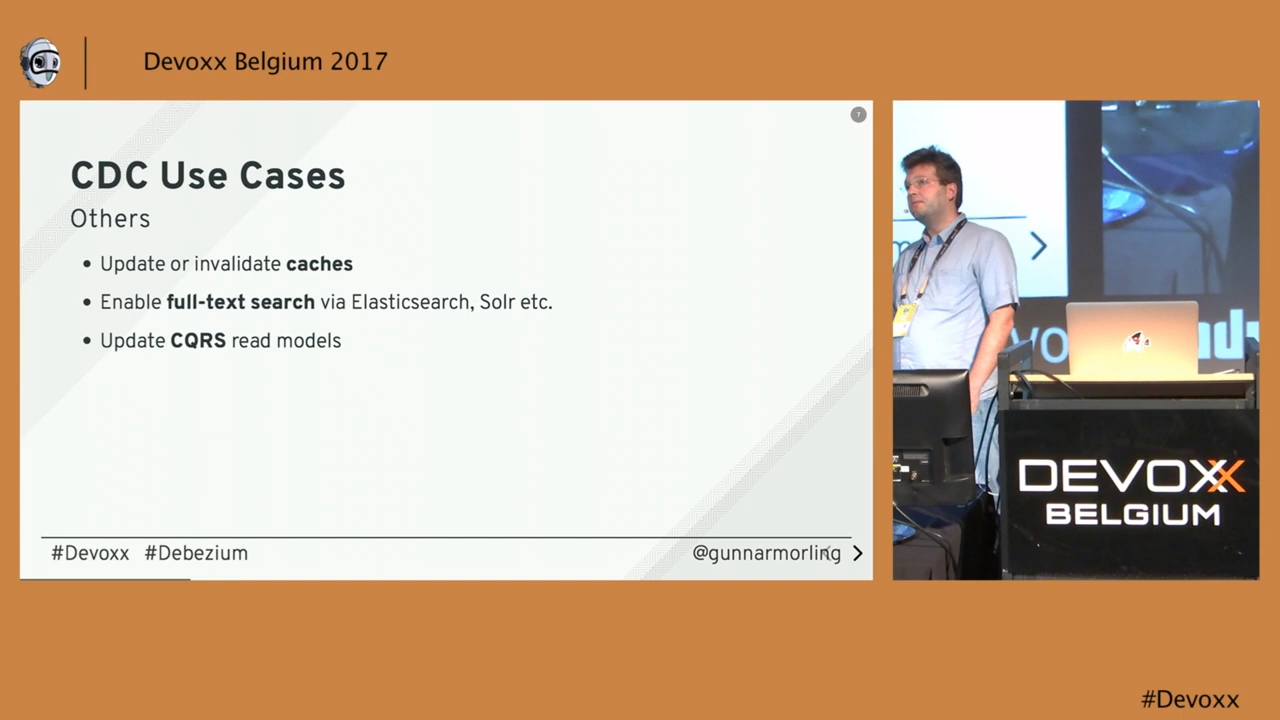 Devoxx Belgium 2017
7
CDC Use Cases
Others
Update or invalidate caches
Enable full-text search via Elasticsearch, Solr etc.
Update CQRS read models
#Devoxx #Debezium
@gunnarmorling
DEVOXX
BELGIUM
#Devoxx